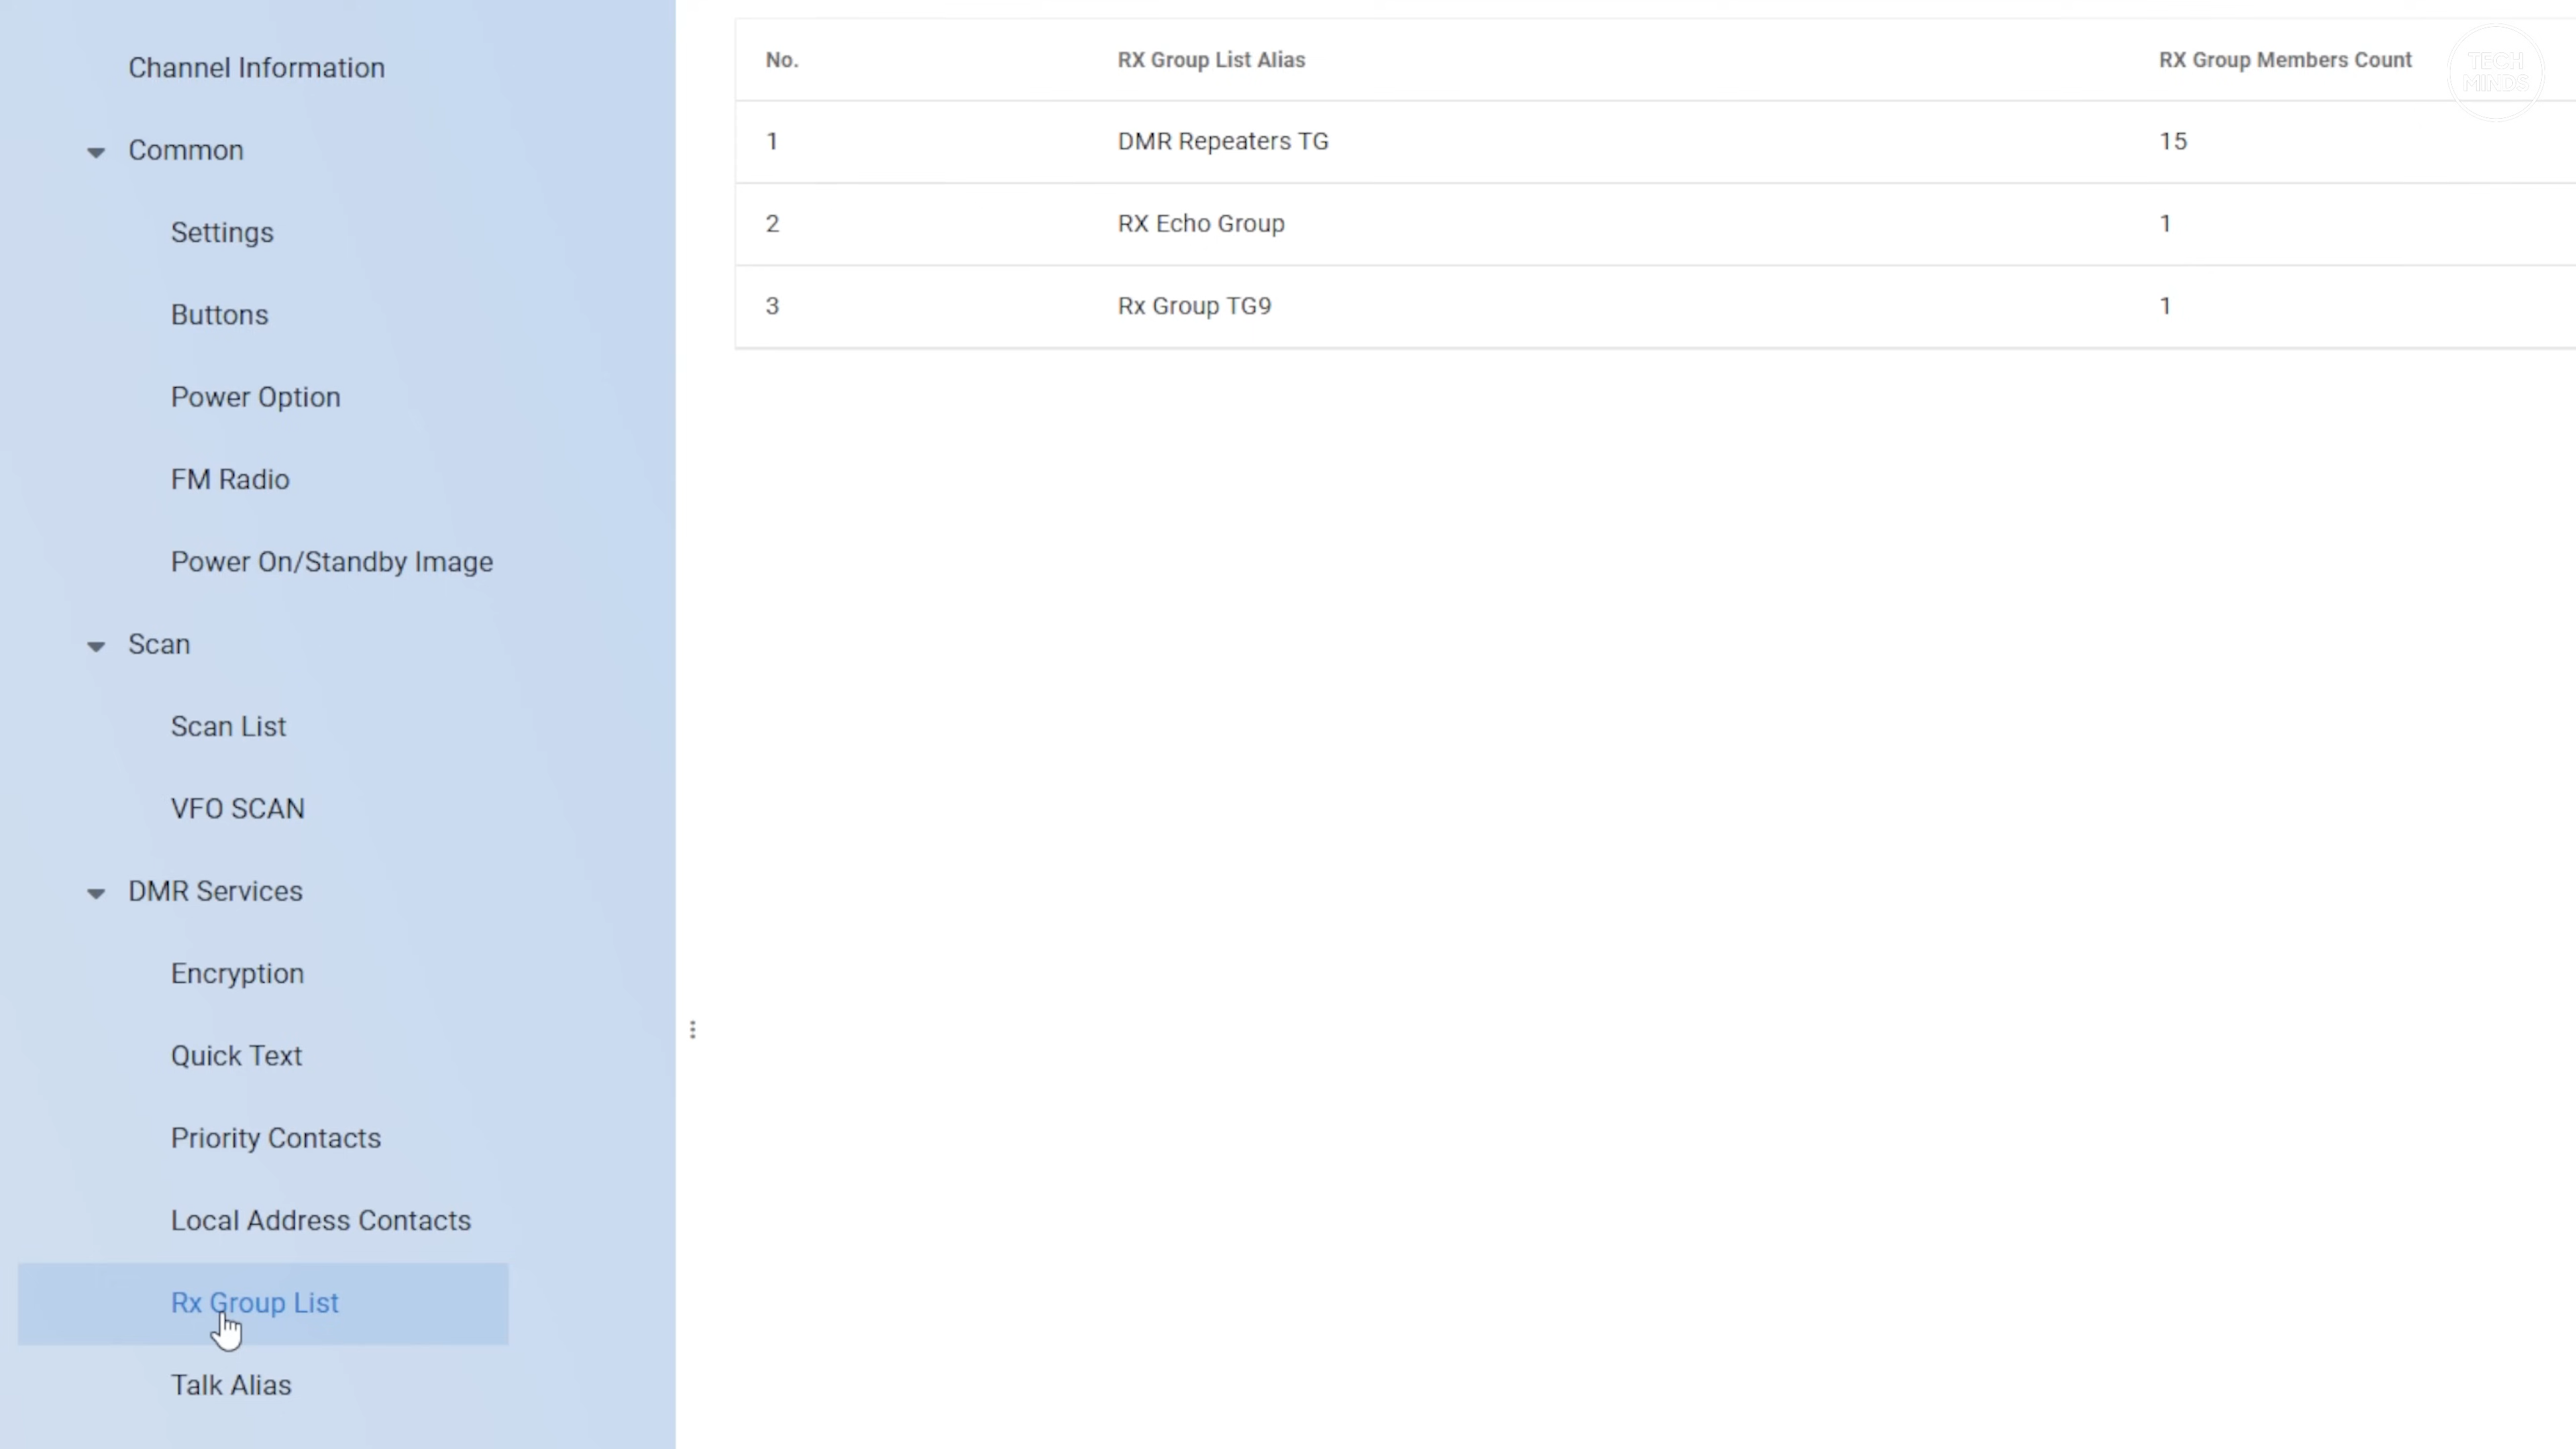 Channel Information
Common
Settings
Buttons
Power Option
FM Radio
Power On/Standby Image
Scan
Scan List
VFO SCAN
DMR Services
Encryption
Quick Text
Priority Contacts
Local Address Contacts
Rx Group List
Talk Alias
No. RX Group List Alias RX Group Members Count
1 DMR Repeaters TG 15
2 RX Echo Group 1
3 Rx Group TG9 1
TECH
MINDS